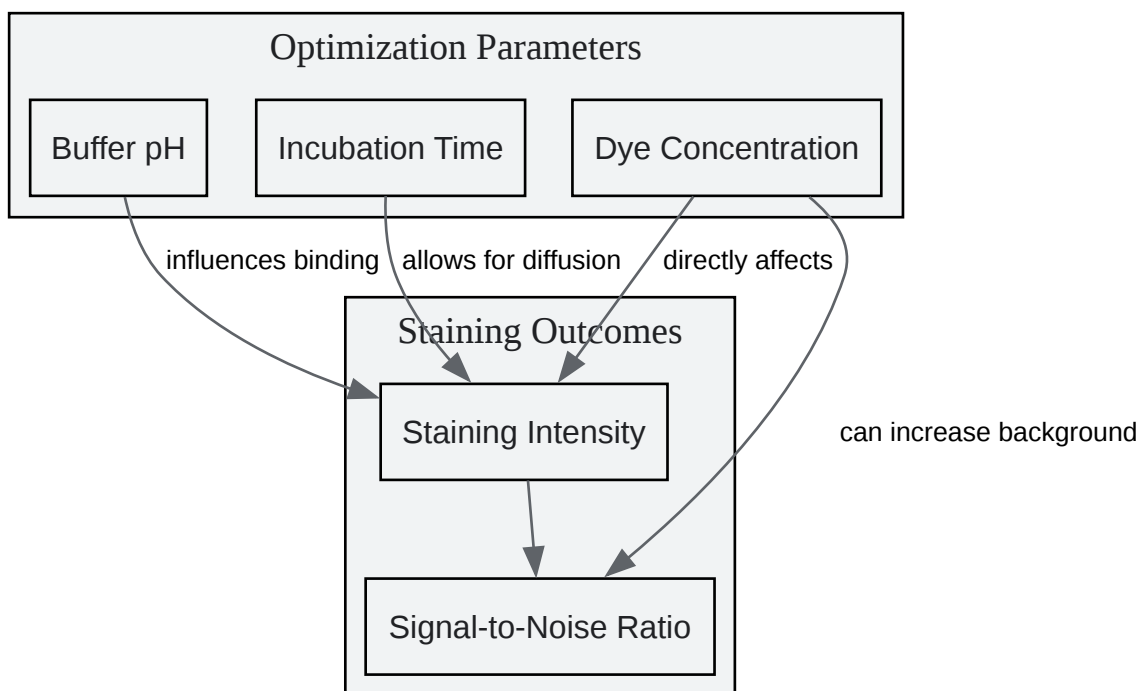 Optimization Parameters
Buffer pH
Incubation Time
Dye Concentration
influences binding
allows for diffusion
directly affects
Staining Outcomes
Staining Intensity
can increase background
Signal-to-Noise Ratio